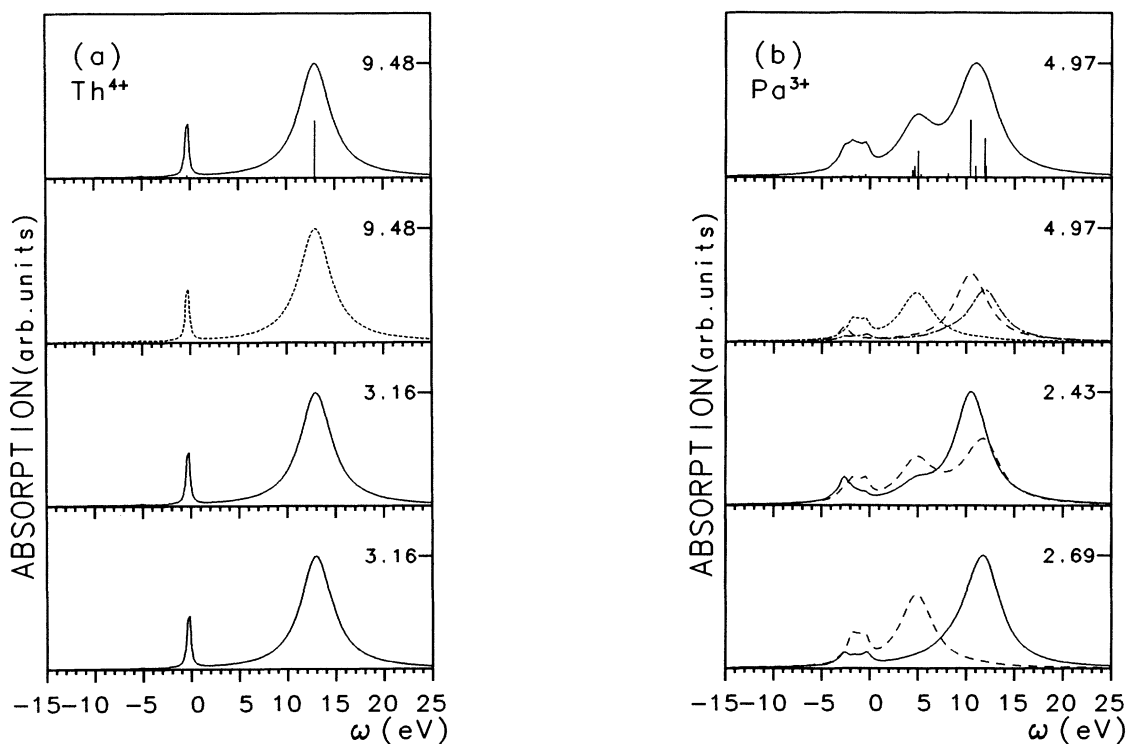 (a)
Th⁴⁺
9.48
9.48
3.16
3.16
ABSORPTION (arb.units)
-15 -10 -5 0 5 10 15 20 25
ω (eV)
(b)
Pa³⁺
4.97
4.97
2.43
2.69
ABSORPTION (arb.units)
-15 -10 -5 0 5 10 15 20 25
ω (eV)